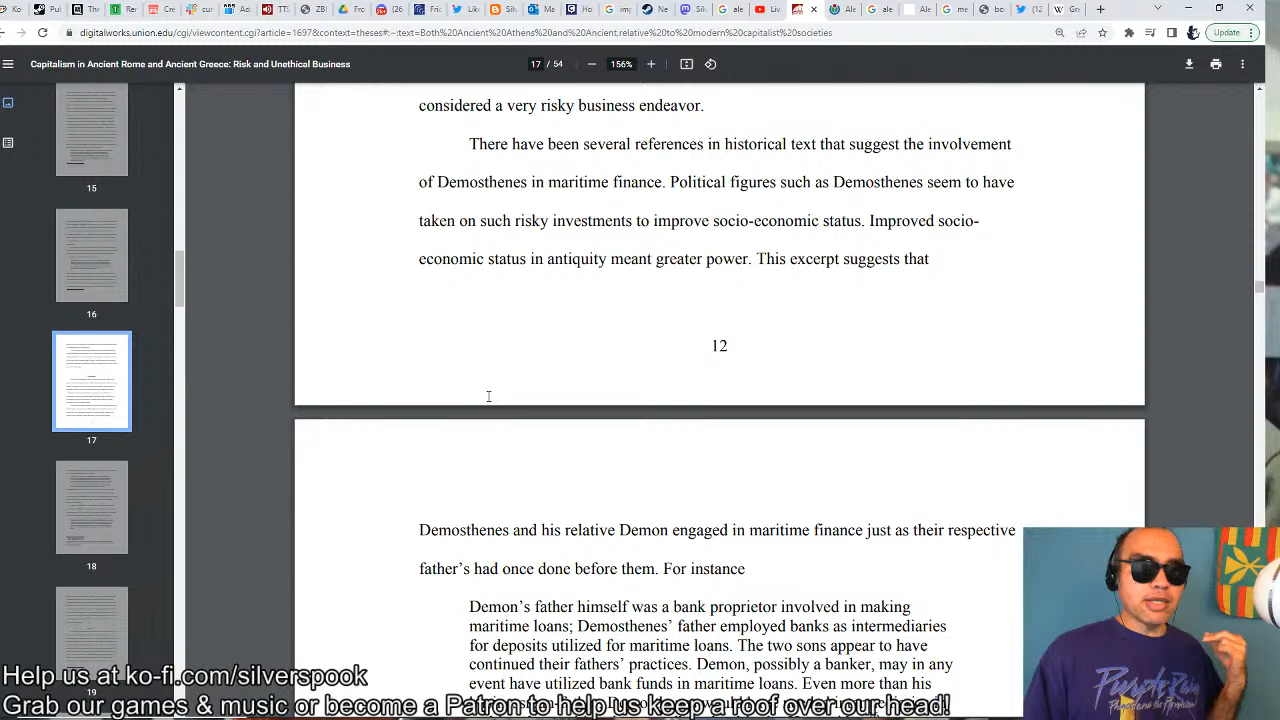 digitalworks.union.edu/cgi/viewcontent.cgi?article=1697&context=theses#:~:text=Both%20Ancient%20Athens%20and%20Ancient,relative%20to%20modern%20capitalist%20societies
Update
Capitalism in Ancient Rome and Ancient Greece: Risk and Unethical Business
17 / 54
156%
15
16
17
18
19
considered a very risky business endeavor.
There have been several references in historical text that suggest the involvement
of Demosthenes in maritime finance. Political figures such as Demosthenes seem to have
taken on such risky investments to improve socio-economic status. Improved socio-
economic status in antiquity meant greater power. This excerpt suggests that
12
Demosthenes and his relative Demon engaged in maritime finance just as their respective
father's had once done before them. For instance
Demon's father himself was a bank proprietor involved in making
maritime loans; Demosthenes' father employed banks as intermediaries
for deposits utilized for maritime loans. The two sons appear to have
continued their fathers' practices. Demon, possibly a banker, may in any
event have utilized bank funds in maritime loans. Even more than his
Help us at ko-fi.com/silverspook
Grab our games & music or become a Patron to help us keep a roof over our head!